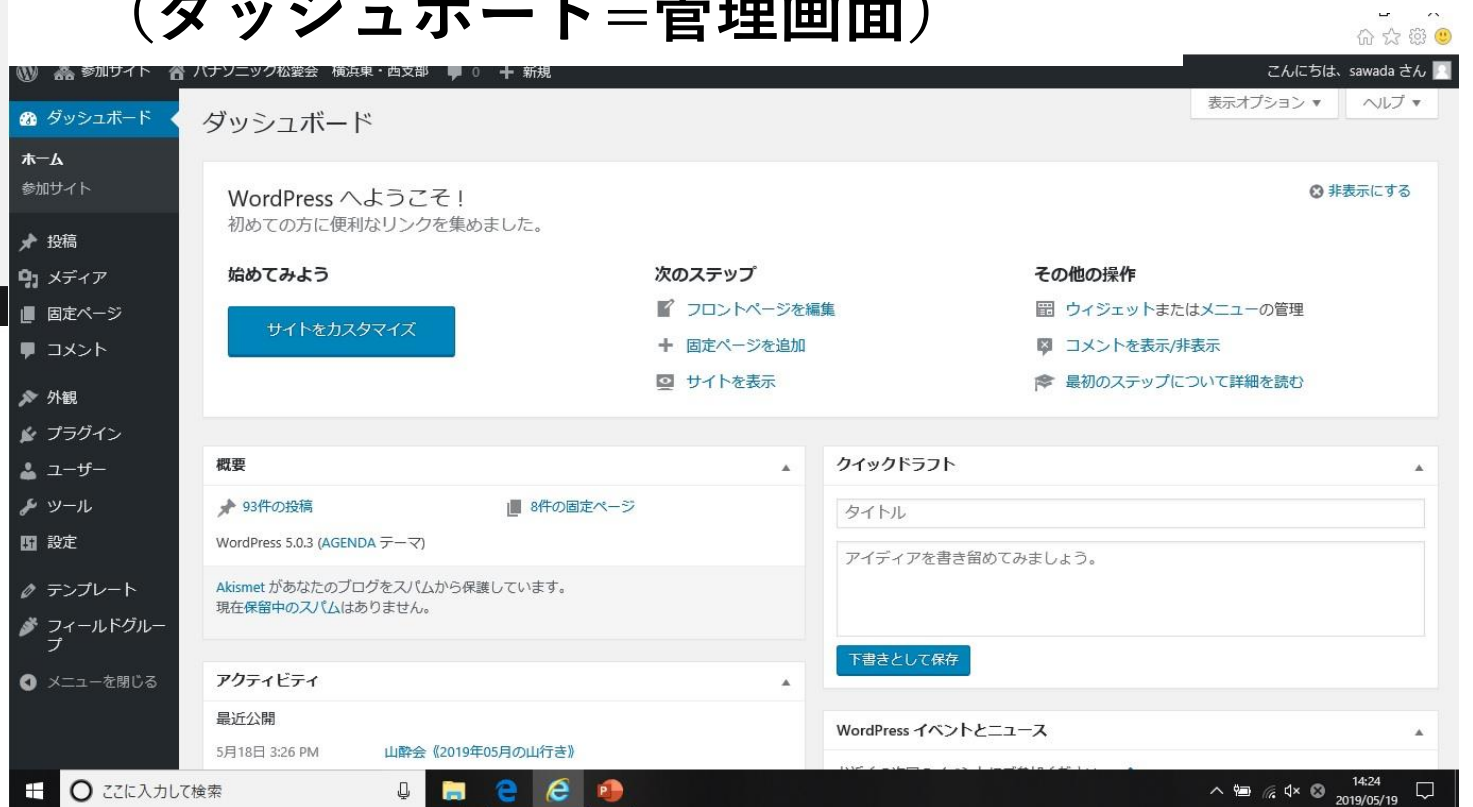 (ダッシュボード=管理画面)
参加サイト パナソニック松愛会 横浜東・西支部 0 新規
こんにちは、sawada さん
表示オプション ヘルプ
ダッシュボード
ホーム
参加サイト
投稿
メディア
固定ページ
コメント
外観
プラグイン
ユーザー
ツール
設定
テンプレート
フィールドグルー
プ
メニューを閉じる
ダッシュボード
WordPress へようこそ !
初めての方に便利なリンクを集めました。
非表示にする
始めてみよう
サイトをカスタマイズ
次のステップ
フロントページを編集
固定ページを追加
サイトを表示
その他の操作
ウィジェットまたはメニューの管理
コメントを表示/非表示
最初のステップについて詳細を読む
概要
93件の投稿 8件の固定ページ
WordPress 5.0.3 (AGENDA テーマ)
Akismet があなたのブログをスパムから保護しています。
現在保留中のスパムはありません。
アクティビティ
最近公開
5月18日 3:26 PM 山酔会《2019年05月の山行き》
クイックドラフト
タイトル
アイディアを書き留めてみましょう。
下書きとして保存
WordPress イベントとニュース
ここに入力して検索
14:24
2019/05/19